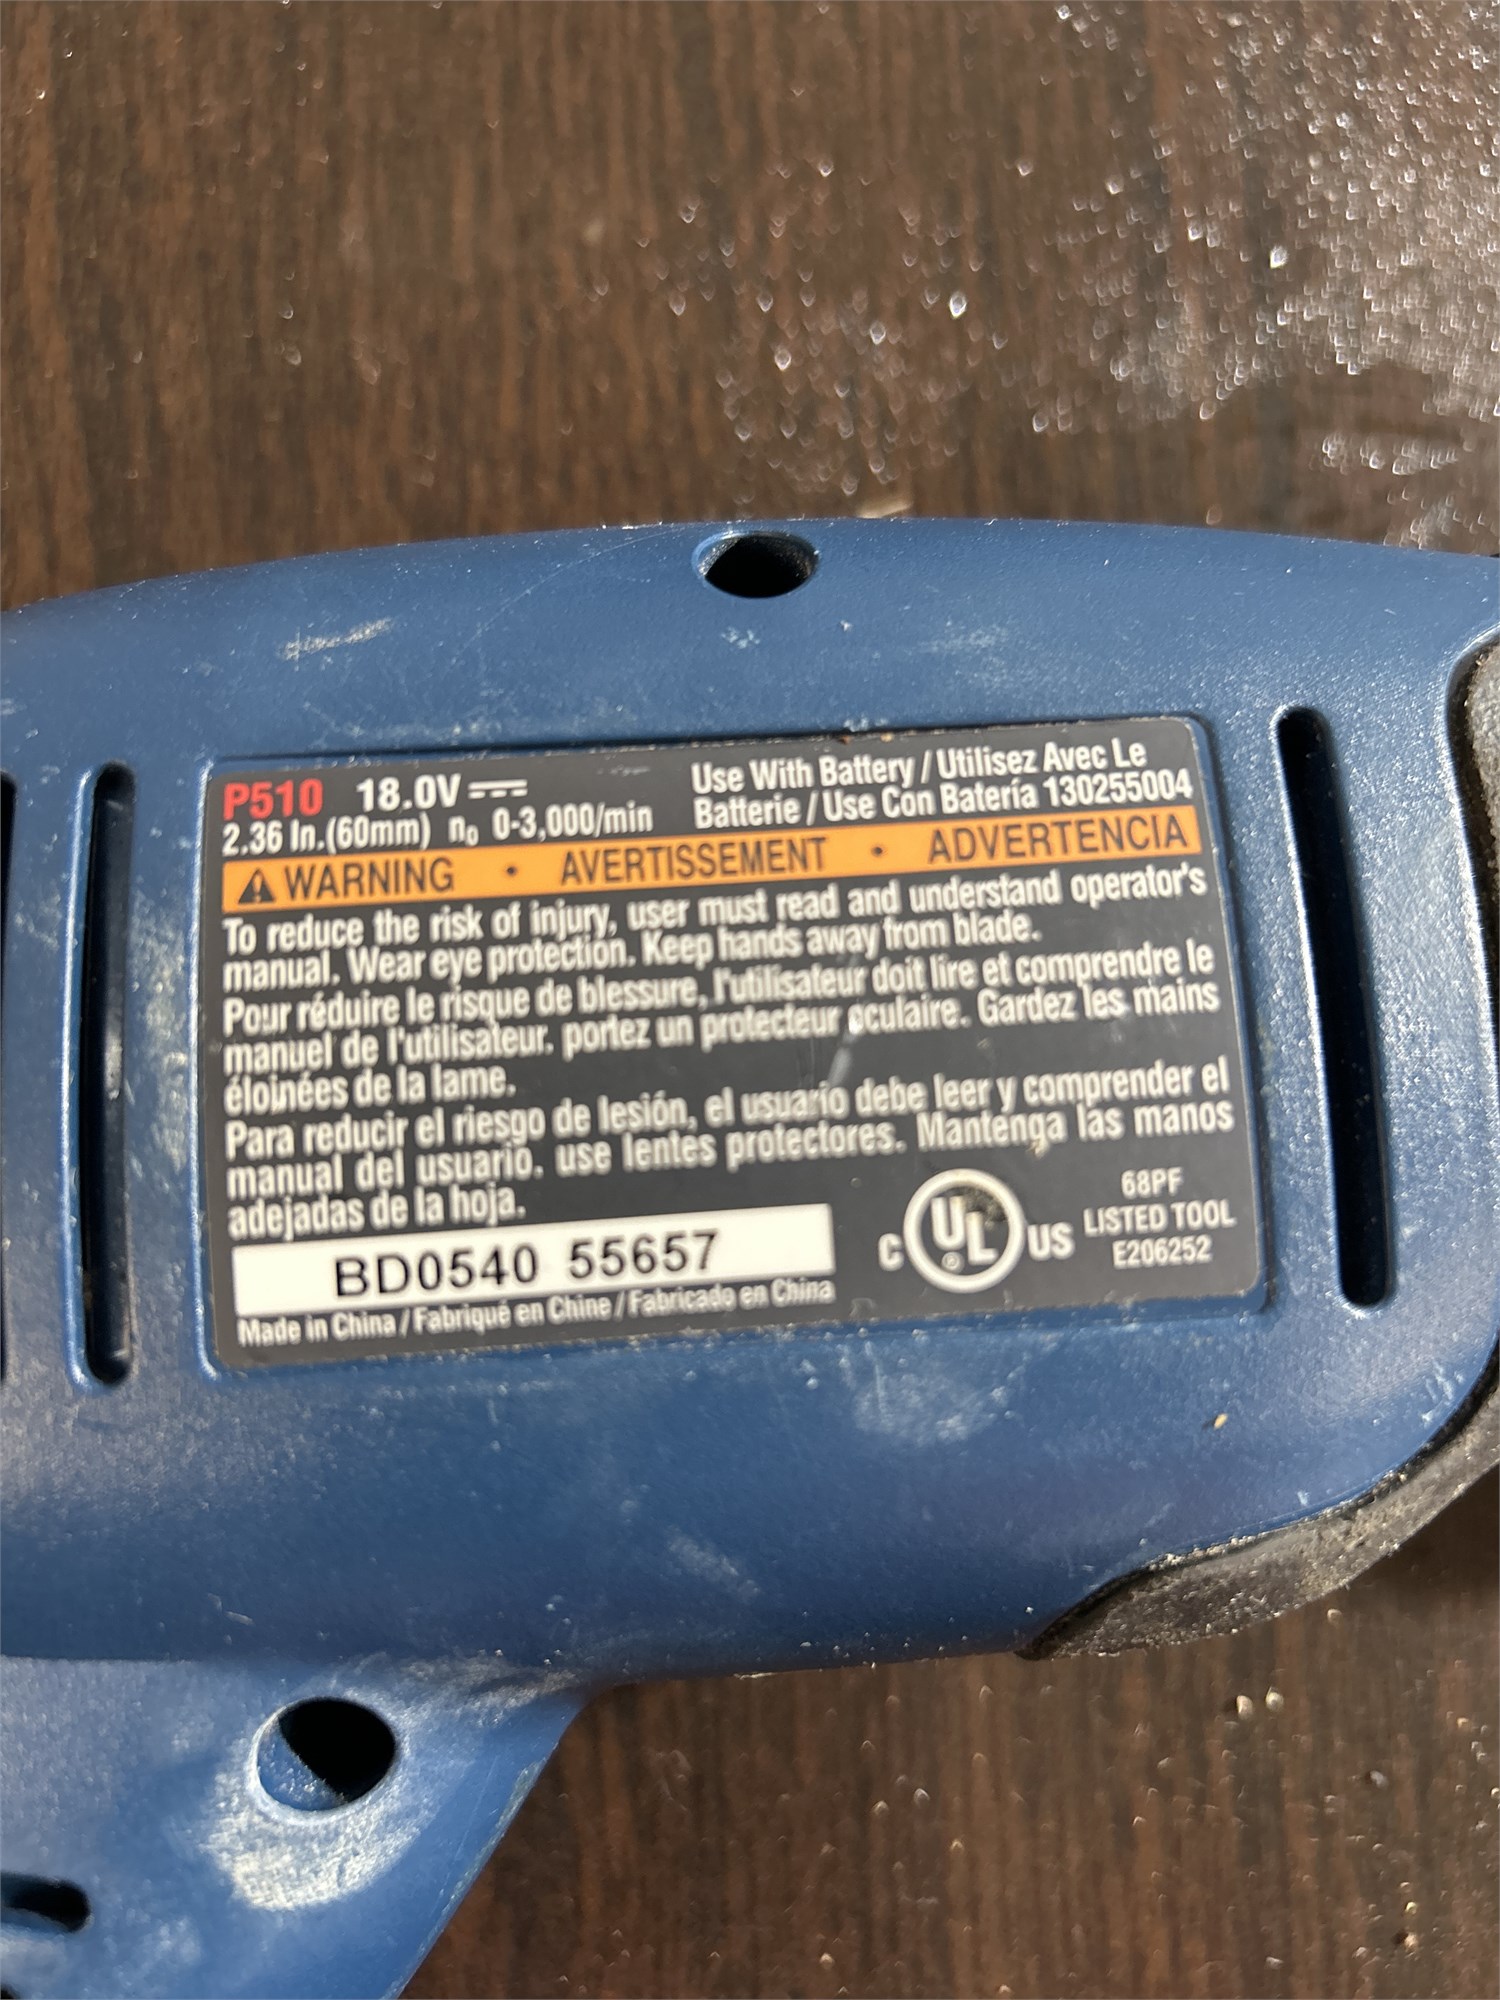 P510 18.0V
2.36 In.(60mm) n₀ 0-3,000/min
Use With Battery / Utilisez Avec Le
Batterie / Use Con Batería 130255004
WARNING • AVERTISSEMENT • ADVERTENCIA
To reduce the risk of injury, user must read and understand operator's
manual. Wear eye protection. Keep hands away from blade.
Pour réduire le risque de blessure, l'utilisateur doit lire et comprendre le
manuel de l'utilisateur. portez un protecteur oculaire. Gardez les mains
éloinées de la lame.
Para reducir el riesgo de lesión, el usuario debe leer y comprender el
manual del usuario. use lentes protectores. Mantenga las manos
adejadas de la hoja.
BD0540 55657
Made in China / Fabriqué en Chine / Fabricado en China
C UL ® US
68PF
LISTED TOOL
E206252